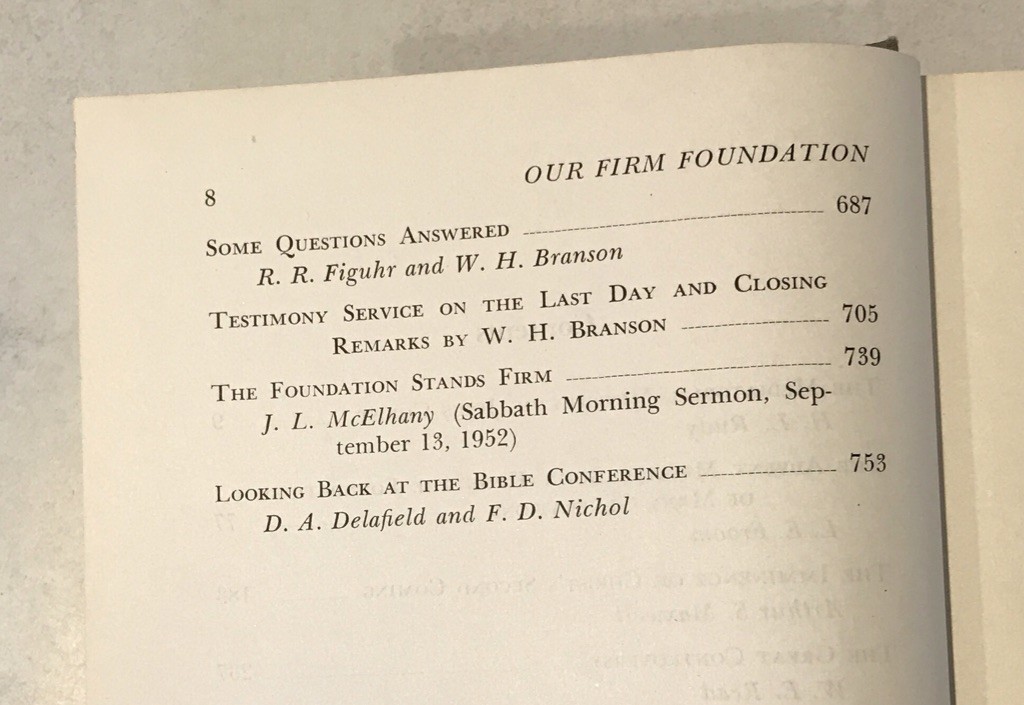 8 OUR FIRM FOUNDATION
SOME QUESTIONS ANSWERED 687
R. R. Figuhr and W. H. Branson
TESTIMONY SERVICE ON THE LAST DAY AND CLOSING
REMARKS BY W. H. BRANSON 705
THE FOUNDATION STANDS FIRM 739
J. L. McElhany (Sabbath Morning Sermon, Sep-
tember 13, 1952)
LOOKING BACK AT THE BIBLE CONFERENCE 753
D. A. Delafield and F. D. Nichol